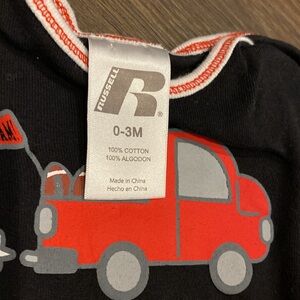 RUSSELL
R®
0-3M
100% COTTON
100% ALGODON
Made in China
Hecho en China